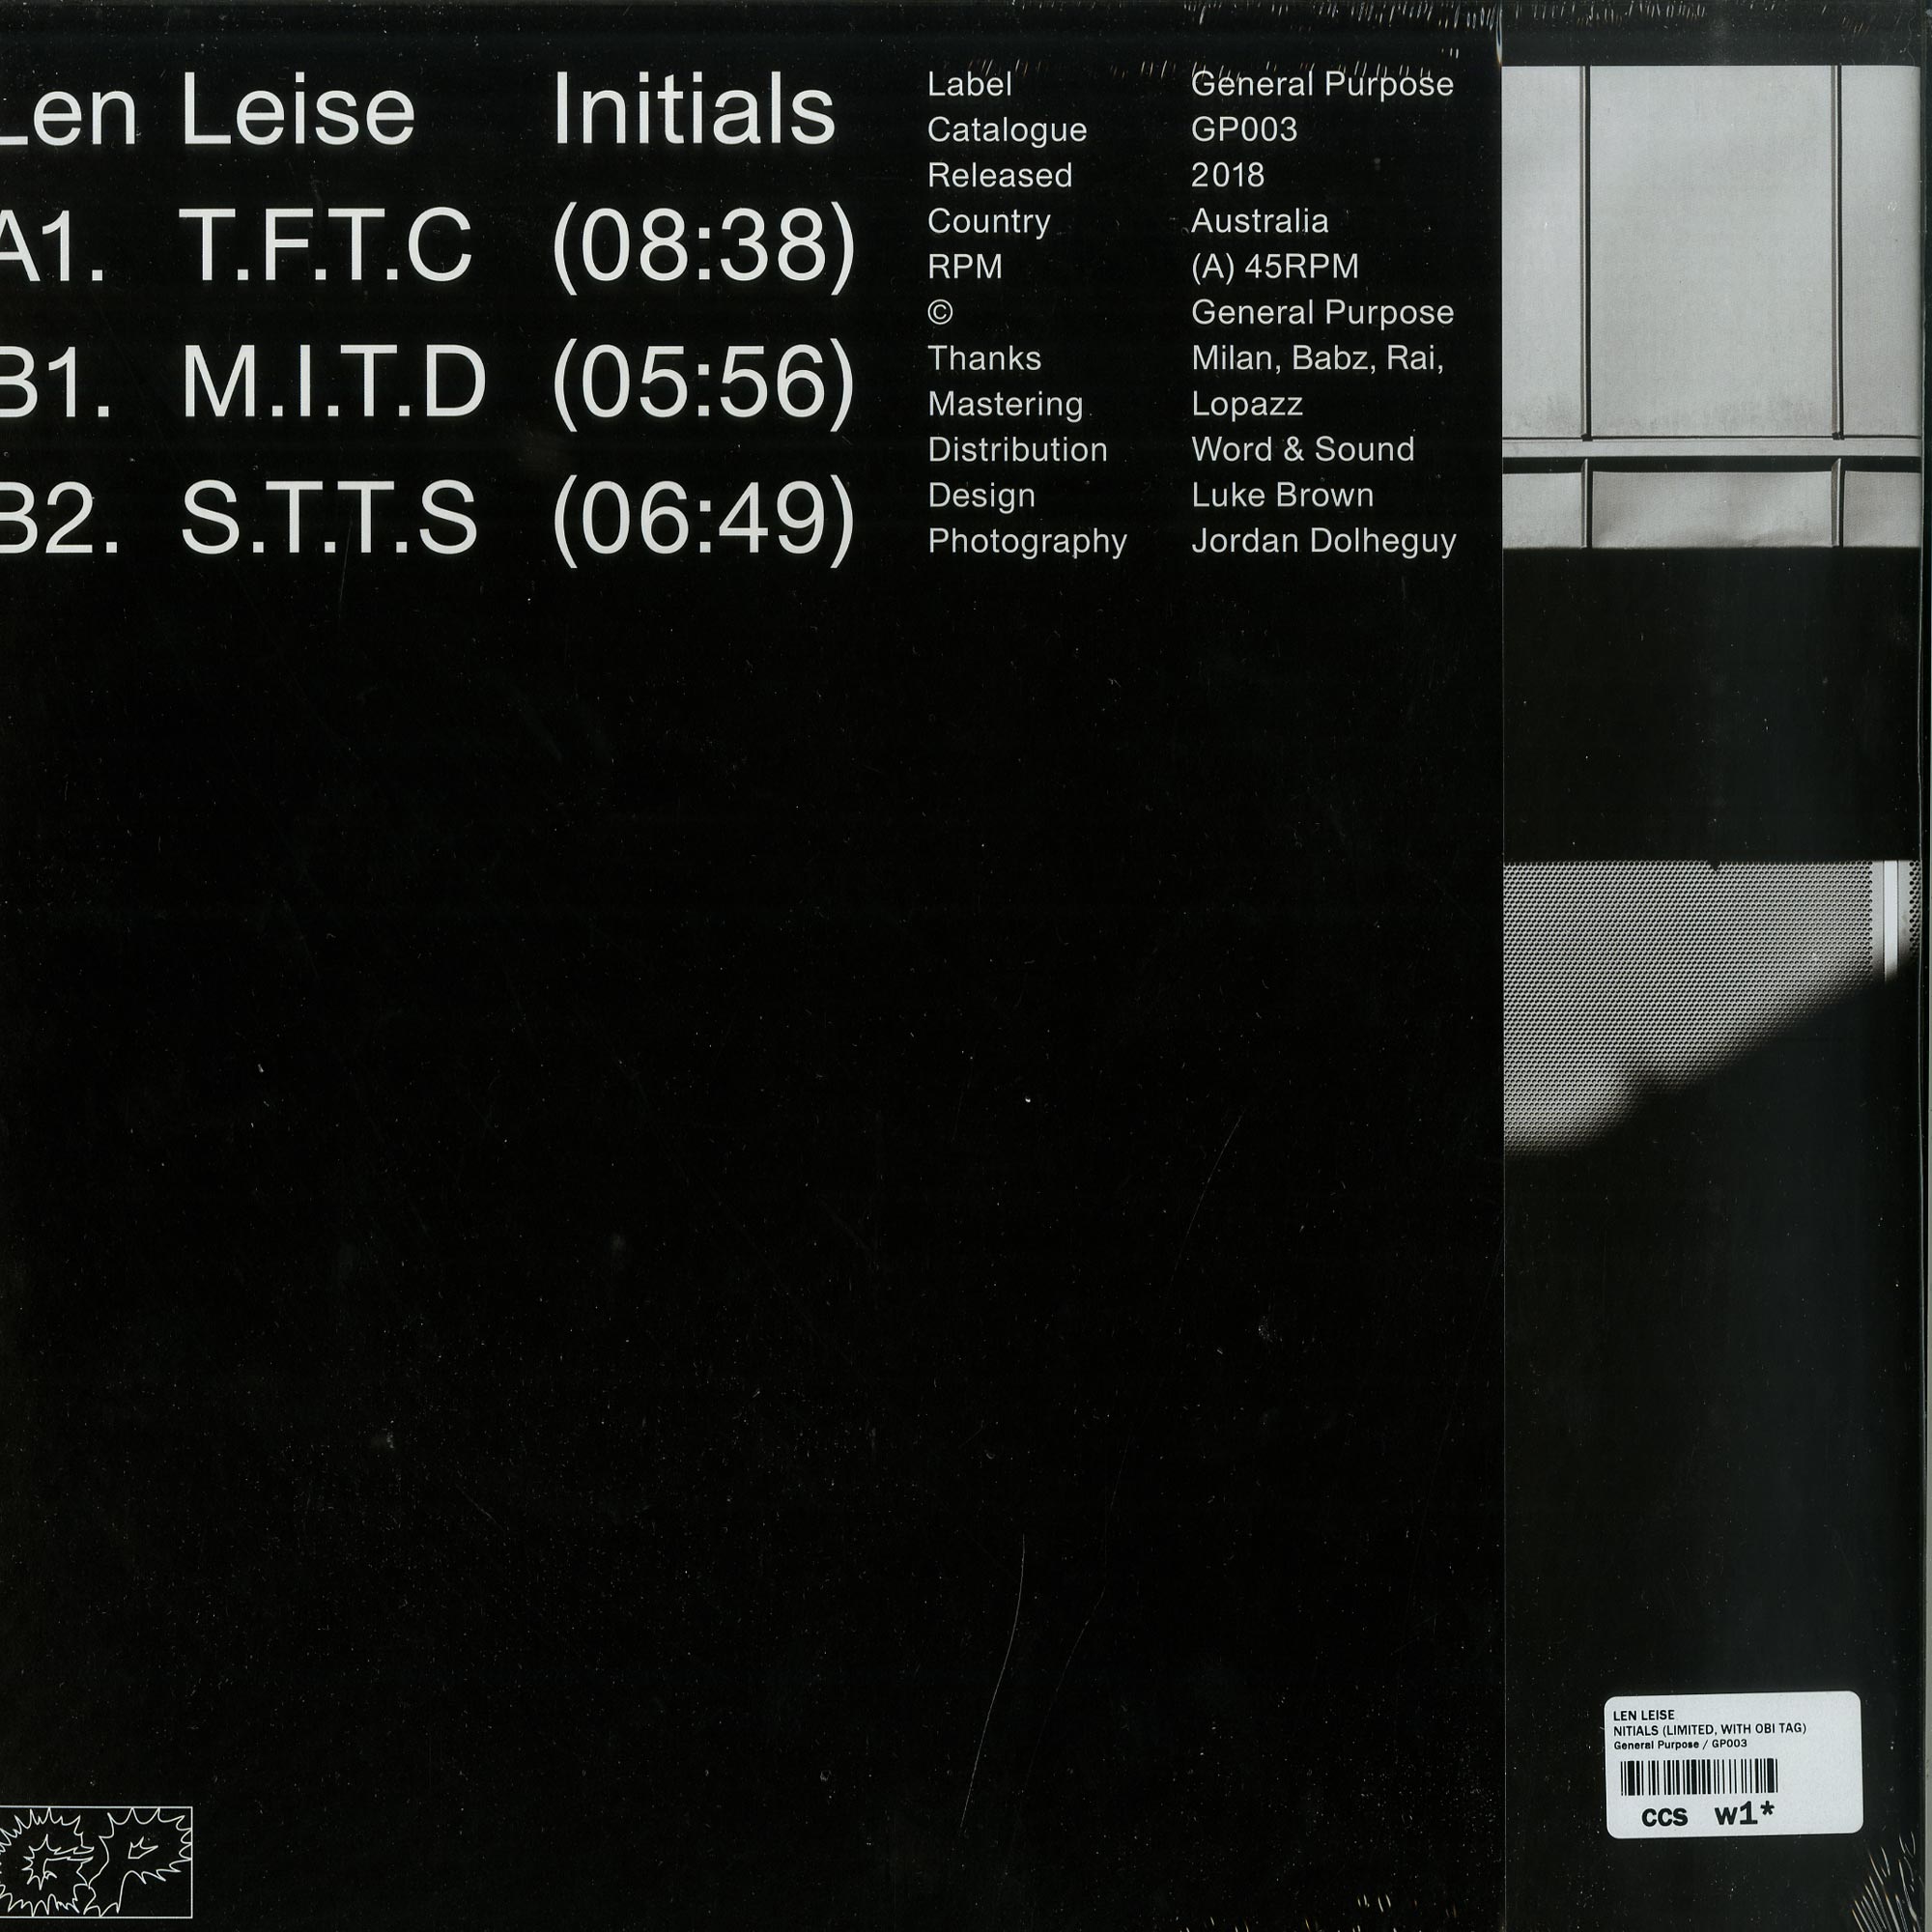 Len Leise Initials
A1. T.F.T.C (08:38)
B1. M.I.T.D (05:56)
B2. S.T.T.S (06:49)
Label General Purpose
Catalogue GP003
Released 2018
Country Australia
RPM (A) 45RPM
© General Purpose
Thanks Milan, Babz, Rai,
Mastering Lopazz
Distribution Word & Sound
Design Luke Brown
Photography Jordan Dolheguy
GP
LEN LEISE
NITIALS (LIMITED, WITH OBI TAG)
General Purpose / GP003
CCS W1*